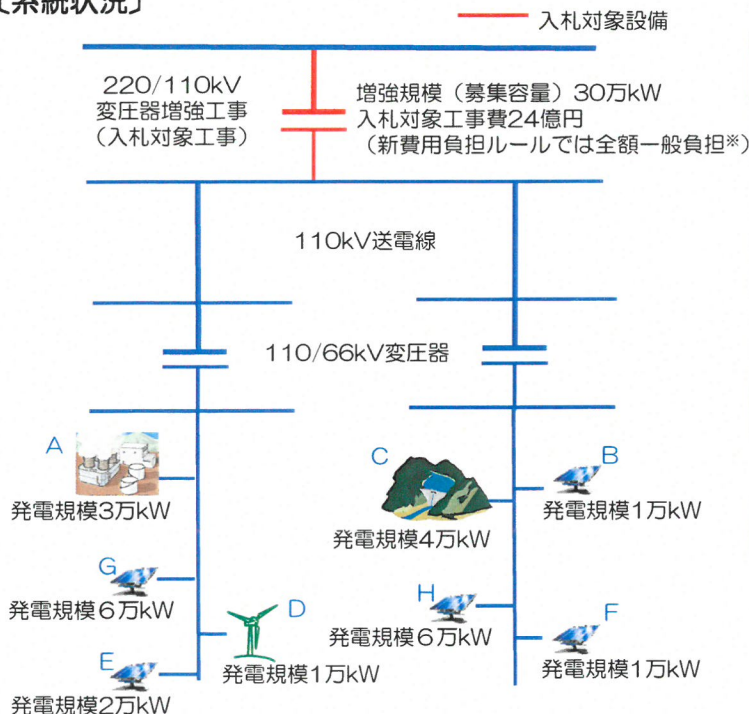 〔系統状況〕
入札対象設備
220/110kV
変圧器増強工事
(入札対象工事)
増強規模(募集容量)30万kW
入札対象工事費24億円
(新費用負担ルールでは全額一般負担※)
110kV送電線
110/66kV変圧器
A
発電規模3万kW
G
発電規模6万kW
D
発電規模1万kW
E
発電規模2万kW
C
発電規模4万kW
B
発電規模1万kW
H
発電規模6万kW
F
発電規模1万kW